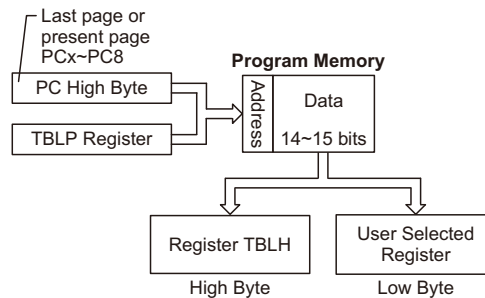 Last page or
present page
PCx~PC8
Program Memory
PC High Byte
TBLP Register
Address
Data
14~15 bits
Register TBLH
User Selected
Register
High Byte
Low Byte